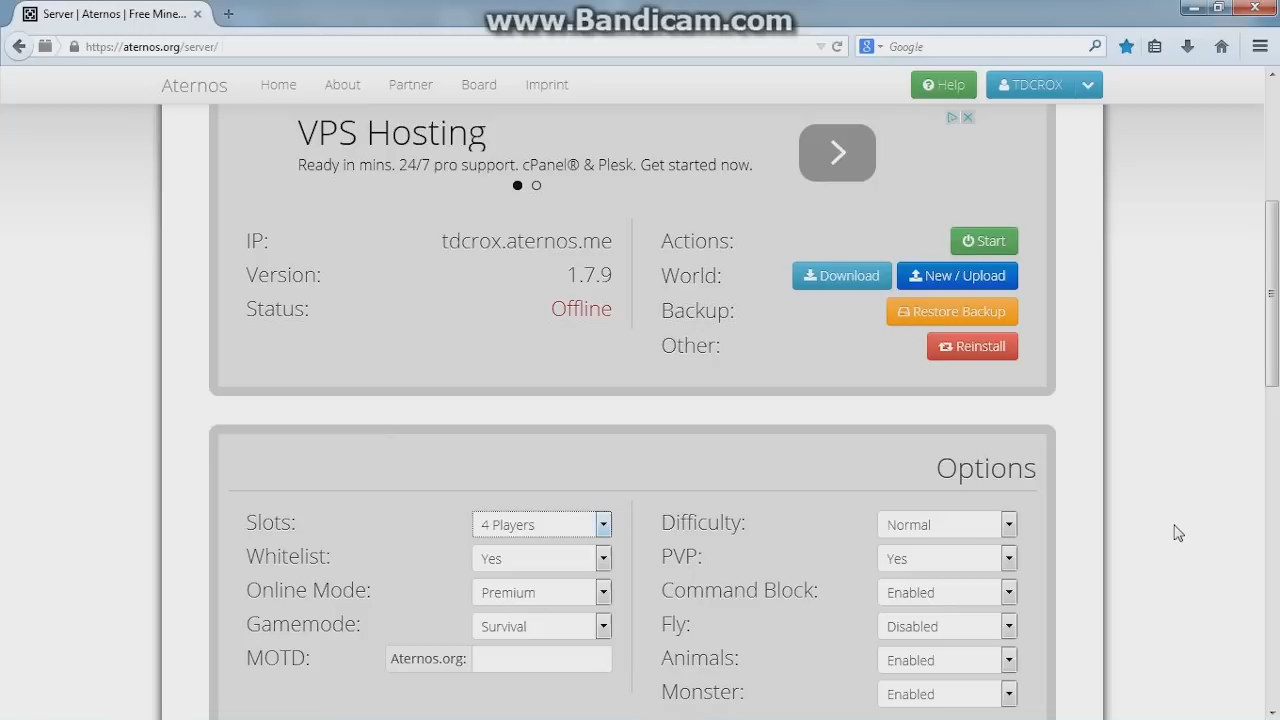 Server | Aternos | Free Mine...
www.Bandicam.com
https://aternos.org/server/
Google
Aternos
Home
About
Partner
Board
Imprint
Help
TDCROX
VPS Hosting
Ready in mins. 24/7 pro support. cPanel® & Plesk. Get started now.
IP:
tdcrox.aternos.me
Version:
1.7.9
Status:
Offline
Actions:
Start
World:
Download
New / Upload
Backup:
Restore Backup
Other:
Reinstall
Options
Slots:
4 Players
Whitelist:
Yes
Online Mode:
Premium
Gamemode:
Survival
MOTD:
Aternos.org:
Difficulty:
Normal
PVP:
Yes
Command Block:
Enabled
Fly:
Disabled
Animals:
Enabled
Monster:
Enabled